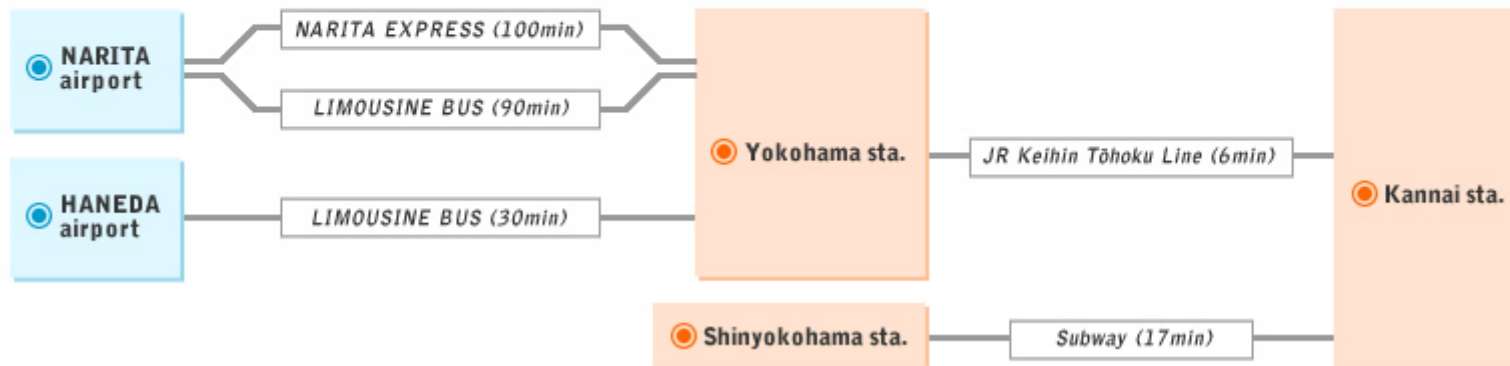 NARITA
airport
NARITA EXPRESS (100min)
LIMOUSINE BUS (90min)
HANEDA
airport
LIMOUSINE BUS (30min)
Yokohama sta.
JR Keihin Tōhoku Line (6min)
Kannai sta.
Shinyokohama sta.
Subway (17min)